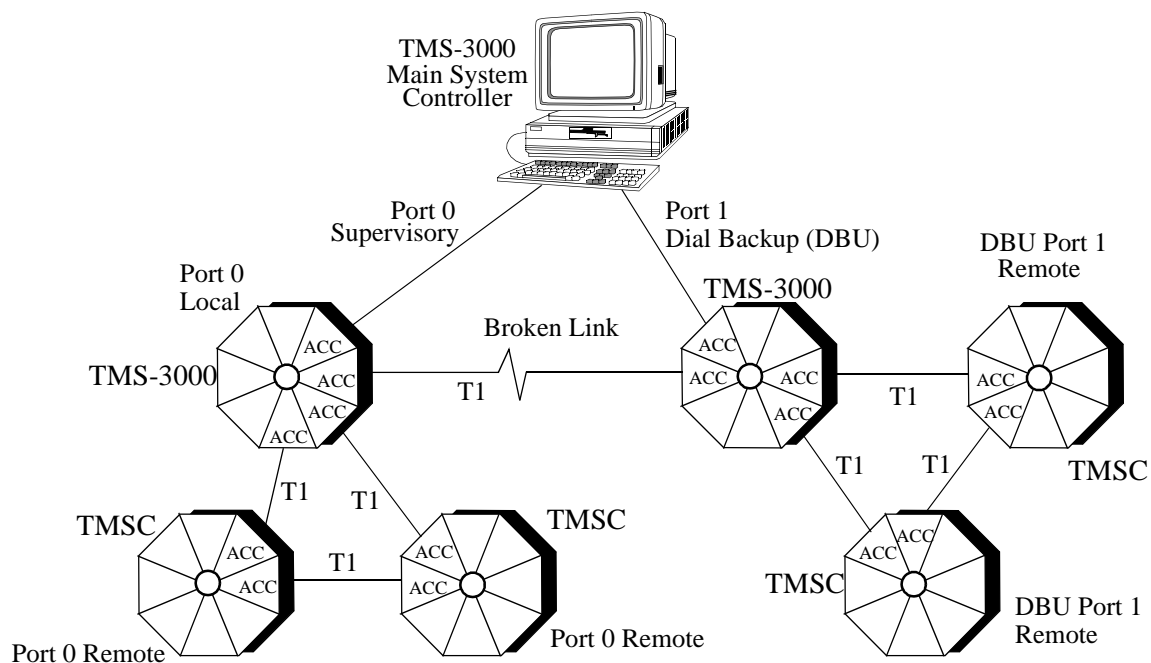 TMS-3000
Main System
Controller
Port 0
Supervisory
Port 1
Dial Backup (DBU)
DBU Port 1
Remote
Port 0
Local
TMS-3000
Broken Link
ACC
ACC
TMS-3000
ACC
T1
ACC
ACC
T1
ACC
ACC
ACC
ACC
ACC
TMSC
T1
T1
T1
T1
TMSC
TMSC
ACC
ACC
ACC
ACC
T1
ACC
ACC
TMSC
Port 0 Remote
Port 0 Remote
DBU Port 1
Remote